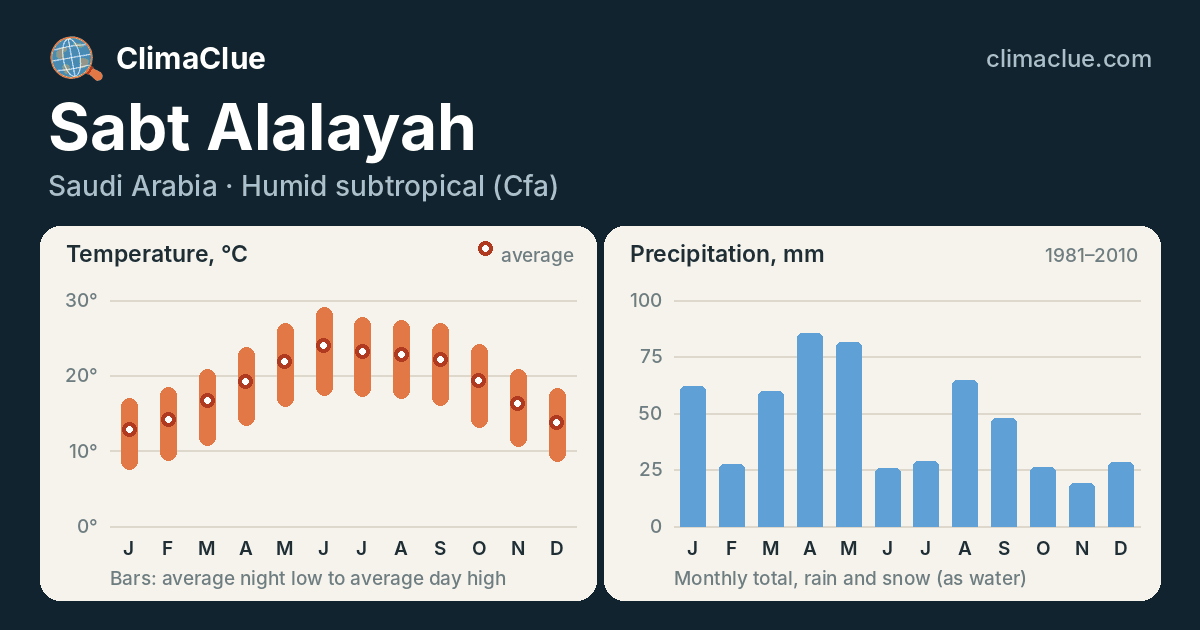 ClimaClue
climaclue.com
Sabt Alalayah
Saudi Arabia · Humid subtropical (Cfa)
Temperature, °C
average
30°
20°
10°
0°
J F M A M J J A S O N D
Bars: average night low to average day high
Precipitation, mm
1981–2010
100
75
50
25
0
J F M A M J J A S O N D
Monthly total, rain and snow (as water)